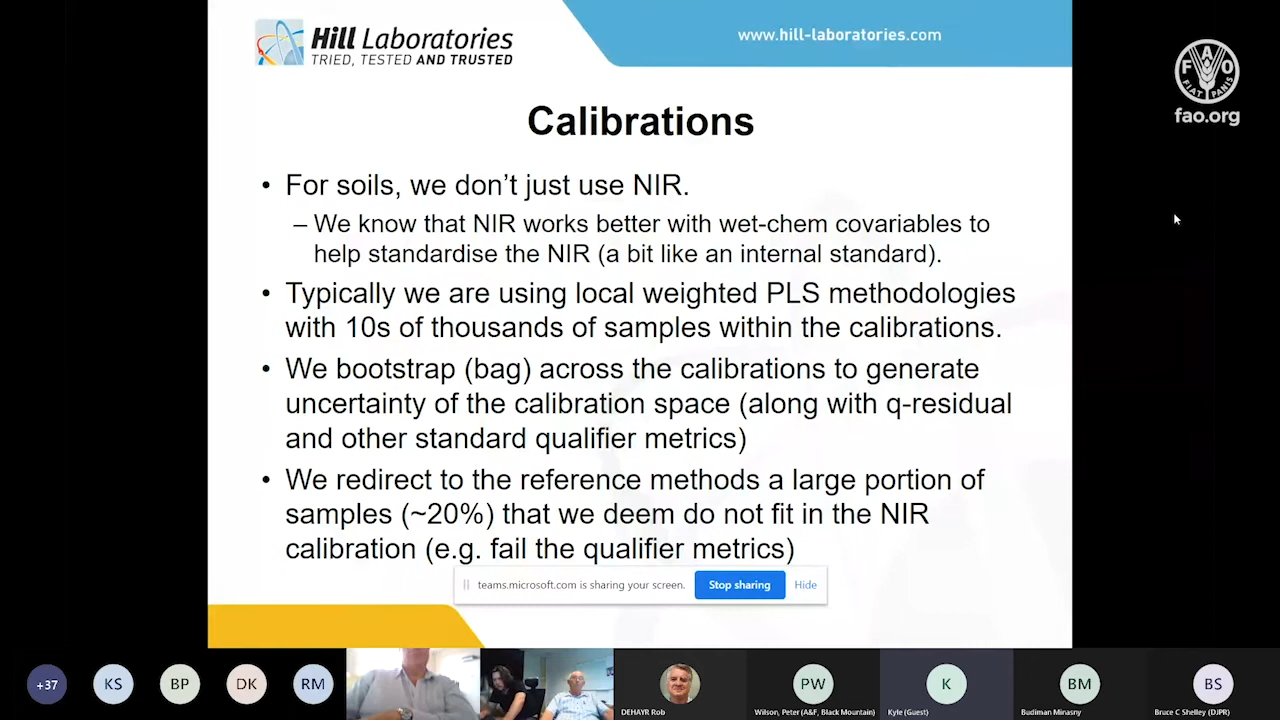 Hill Laboratories
TRIED, TESTED AND TRUSTED
www.hill-laboratories.com
FAO
FIAT PANIS
fao.org
Calibrations
• For soils, we don't just use NIR.
– We know that NIR works better with wet-chem covariables to
help standardise the NIR (a bit like an internal standard).
• Typically we are using local weighted PLS methodologies
with 10s of thousands of samples within the calibrations.
• We bootstrap (bag) across the calibrations to generate
uncertainty of the calibration space (along with q-residual
and other standard qualifier metrics)
• We redirect to the reference methods a large portion of
samples (~20%) that we deem do not fit in the NIR
calibration (e.g. fail the qualifier metrics)
teams.microsoft.com is sharing your screen.
Stop sharing
Hide
+37
KS
BP
DK
RM
DEHAYR Rob
PW
Wilson, Peter (A&F, Black Mountain)
K
Kyle (Guest)
BM
Budiman Minasny
BS
Bruce C Shelley (DJPR)